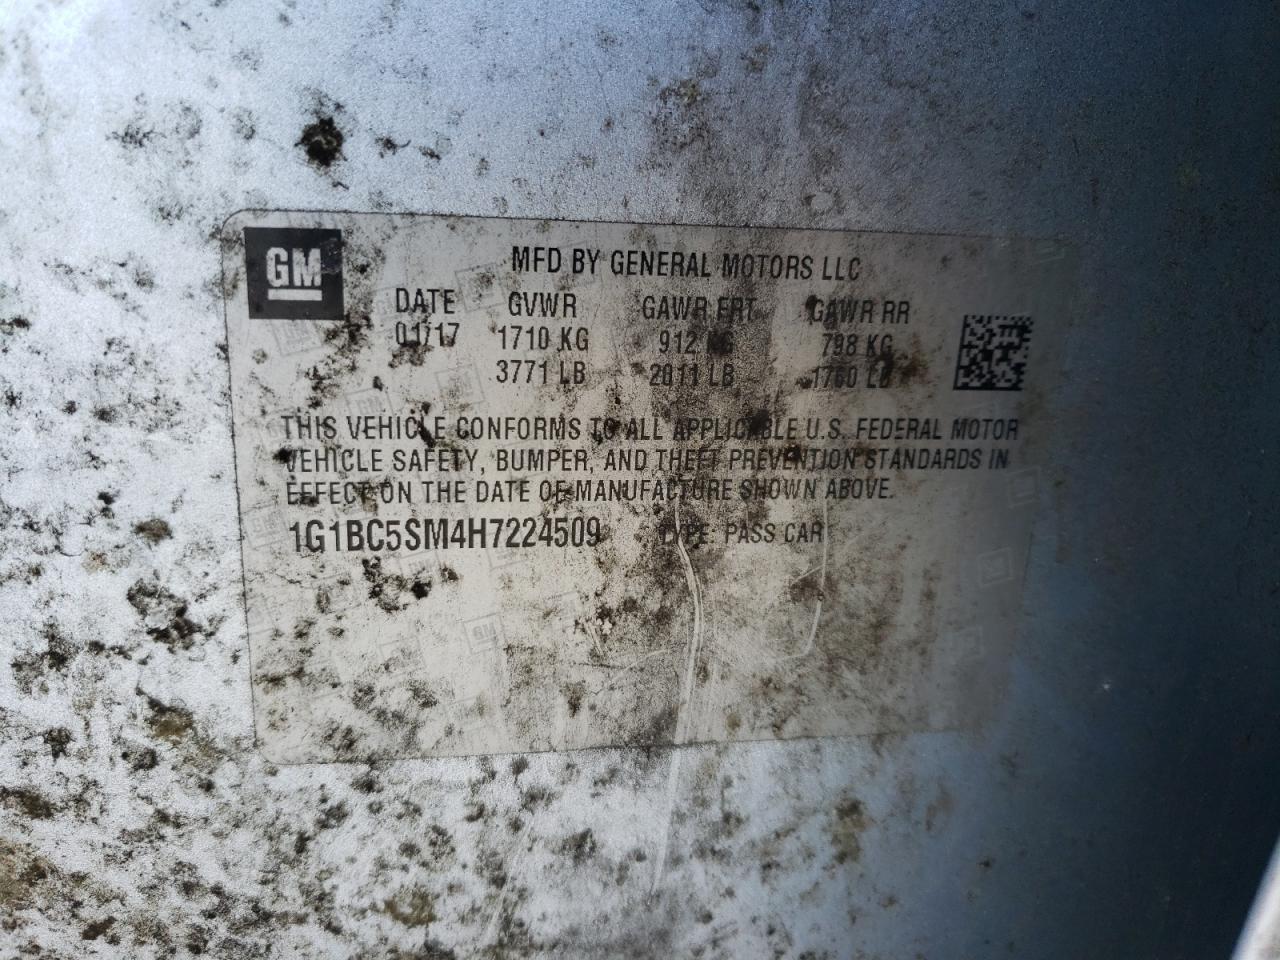 GM
MFD BY GENERAL MOTORS LLC
DATE GVWR GAWR FRT GAWR RR
01/17 1710 KG 912 KG 798 KG
3771 LB 2011 LB 1760 LB
THIS VEHICLE CONFORMS TO ALL APPLICABLE U.S. FEDERAL MOTOR
VEHICLE SAFETY, BUMPER, AND THEFT PREVENTION STANDARDS IN
EFFECT ON THE DATE OF MANUFACTURE SHOWN ABOVE.
1G1BC5SM4H7224509 TYPE: PASS CAR